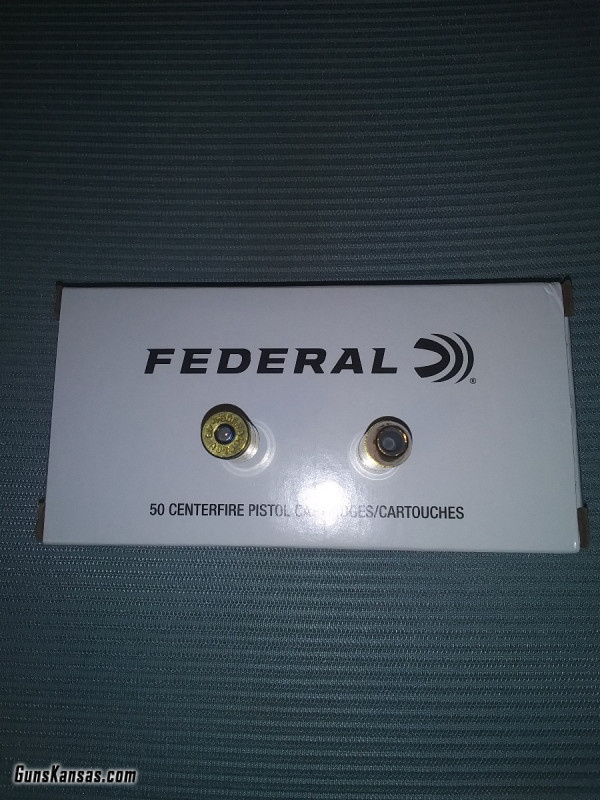 FEDERAL
®
50 CENTERFIRE PISTOL /CARTOUCHES
GunsKansas.com